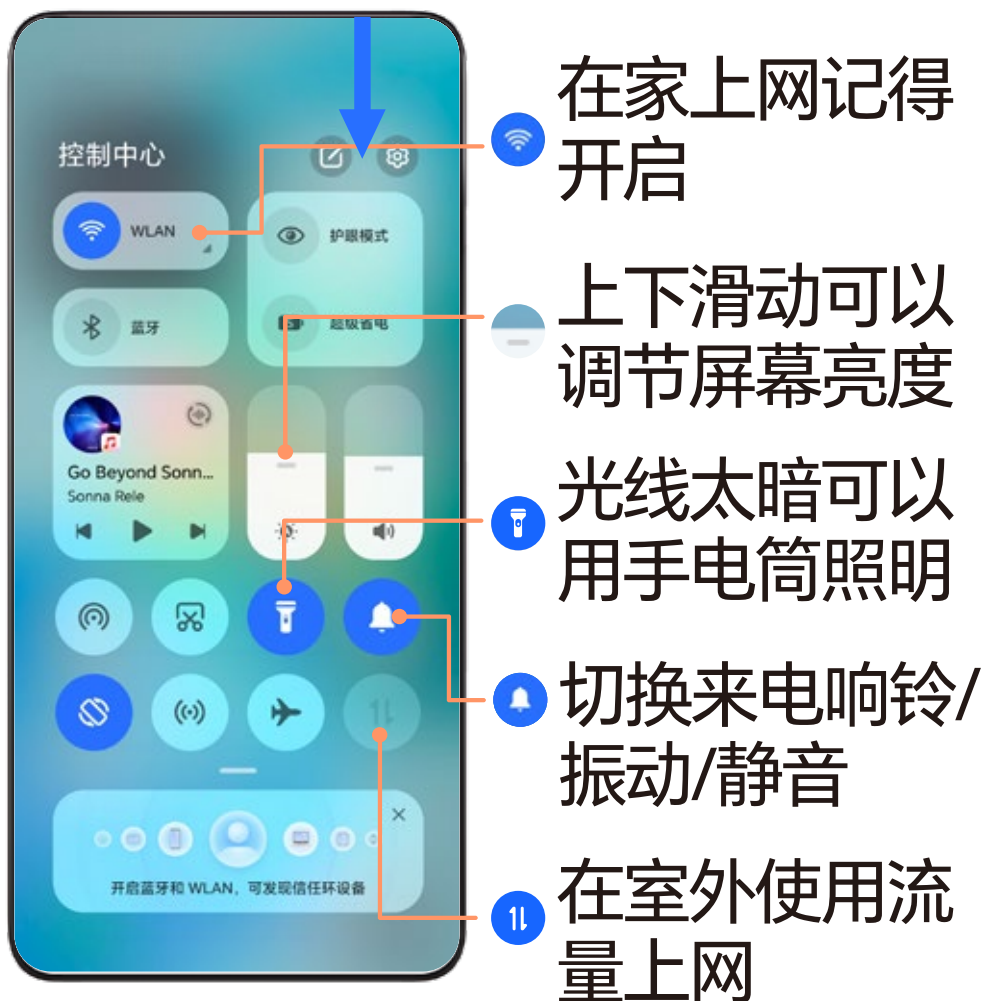 控制中心
WLAN
护眼模式
蓝牙
超级省电
Go Beyond Sonn...
Sonna Rele
开启蓝牙和 WLAN，可发现信任环设备
在家上网记得
开启
上下滑动可以
调节屏幕亮度
光线太暗可以
用手电筒照明
切换来电响铃/
振动/静音
在室外使用流
量上网